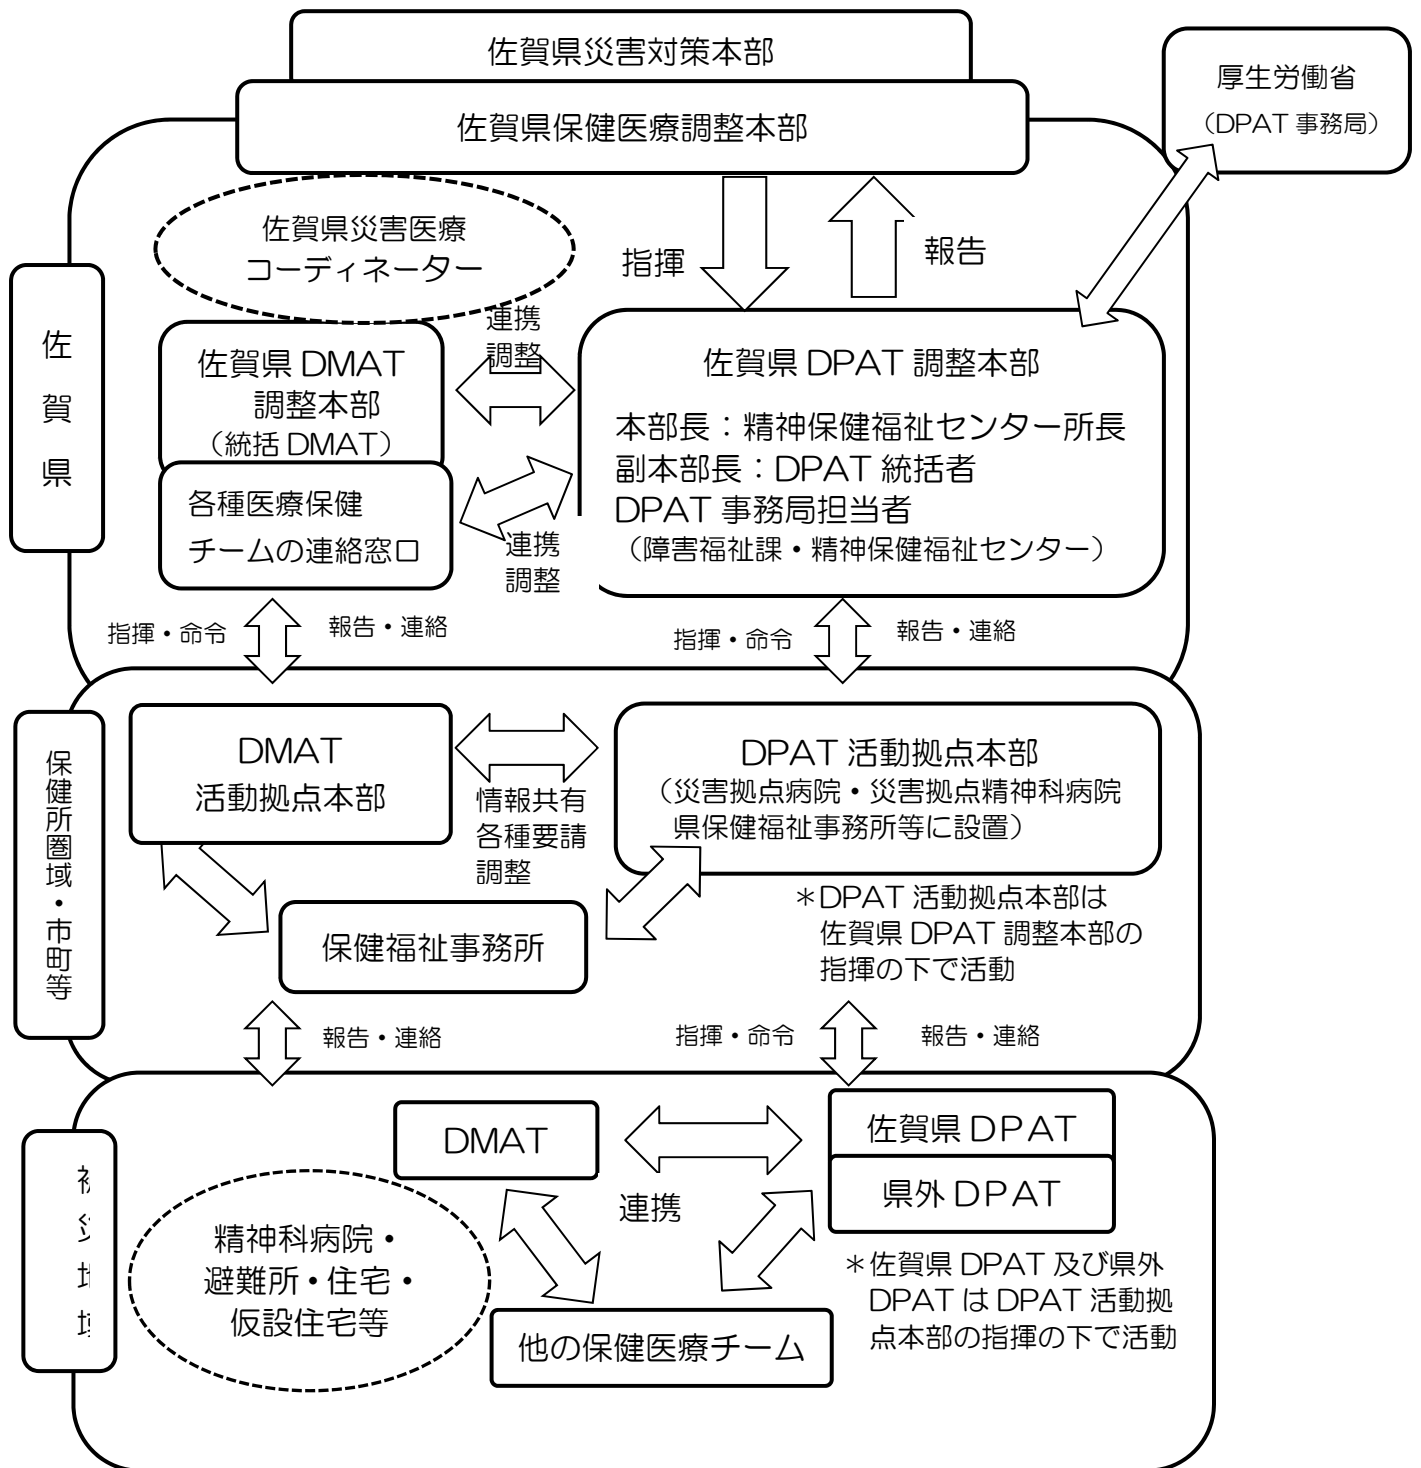 佐賀県災害対策本部
佐賀県保健医療調整本部
厚生労働省
（DPAT 事務局）
佐賀県災害医療
コーディネーター
指揮
報告
佐賀県
連携
調整
佐賀県 DMAT
調整本部
（統括 DMAT）
各種医療保健
チームの連絡窓口
連携
調整
佐賀県 DPAT 調整本部
本部長：精神保健福祉センター所長
副本部長：DPAT 統括者
DPAT 事務局担当者
（障害福祉課・精神保健福祉センター）
指揮・命令
報告・連絡
指揮・命令
報告・連絡
保健所圏域・市町等
DMAT
活動拠点本部
情報共有
各種要請
調整
DPAT 活動拠点本部
（災害拠点病院・災害拠点精神科病院
県保健福祉事務所等に設置）
保健福祉事務所
＊DPAT 活動拠点本部は
佐賀県 DPAT 調整本部の
指揮の下で活動
報告・連絡
指揮・命令
報告・連絡
DMAT
連携
佐賀県 DPAT
県外 DPAT
精神科病院・
避難所・住宅・
仮設住宅等
他の保健医療チーム
＊佐賀県 DPAT 及び県外
DPAT は DPAT 活動拠
点本部の指揮の下で活動